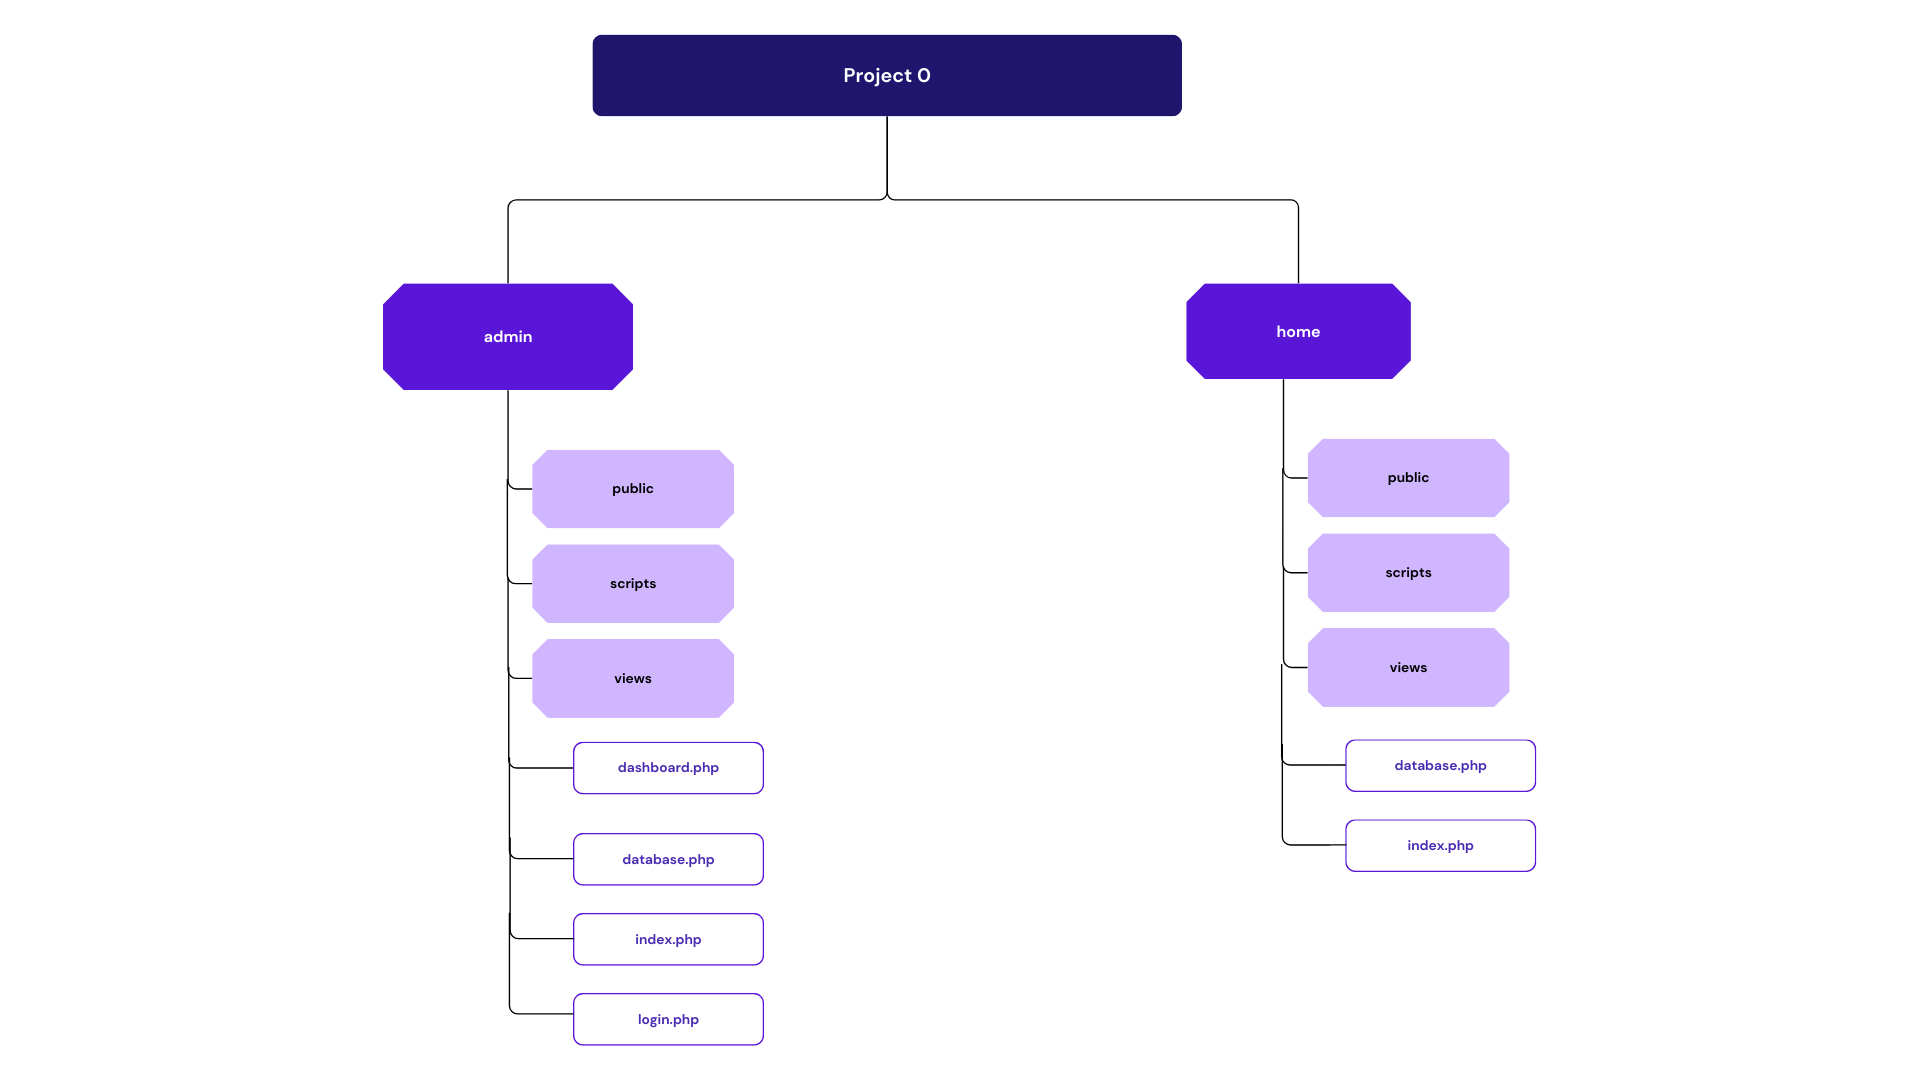 Project 0
admin
public
scripts
views
dashboard.php
database.php
index.php
login.php
home
public
scripts
views
database.php
index.php